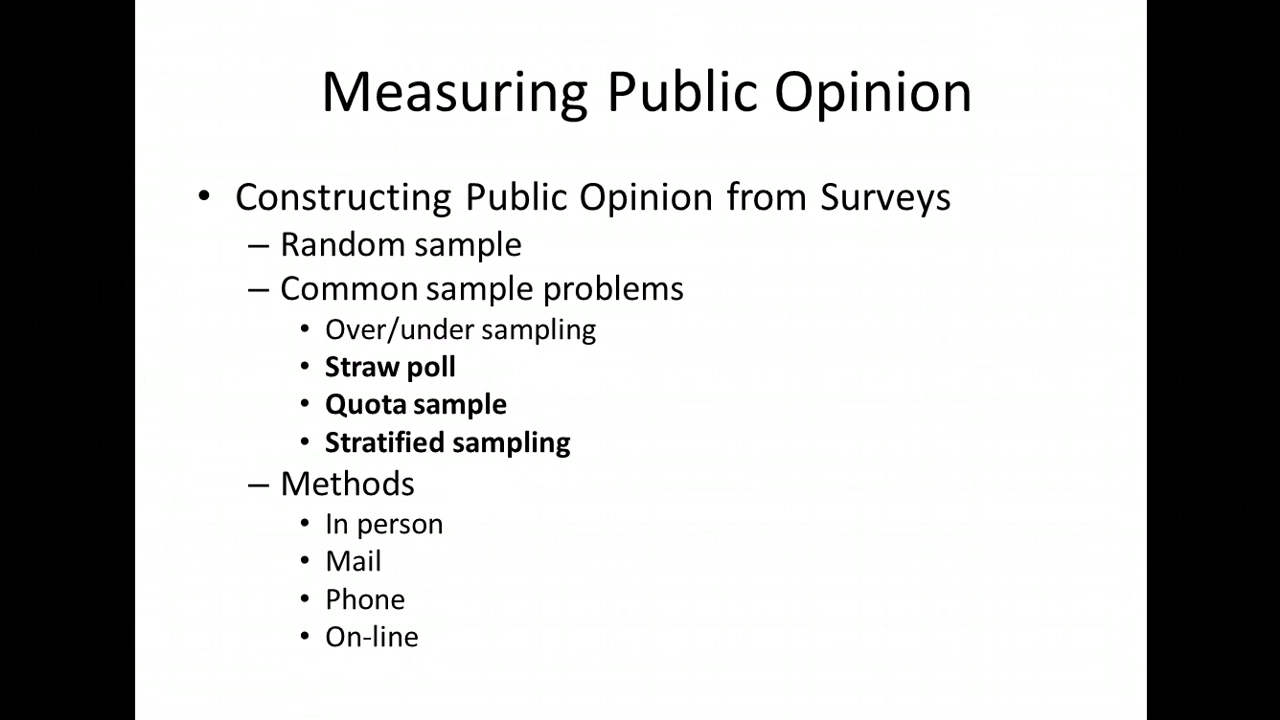 Measuring Public Opinion
• Constructing Public Opinion from Surveys
– Random sample
– Common sample problems
• Over/under sampling
• Straw poll
• Quota sample
• Stratified sampling
– Methods
• In person
• Mail
• Phone
• On-line